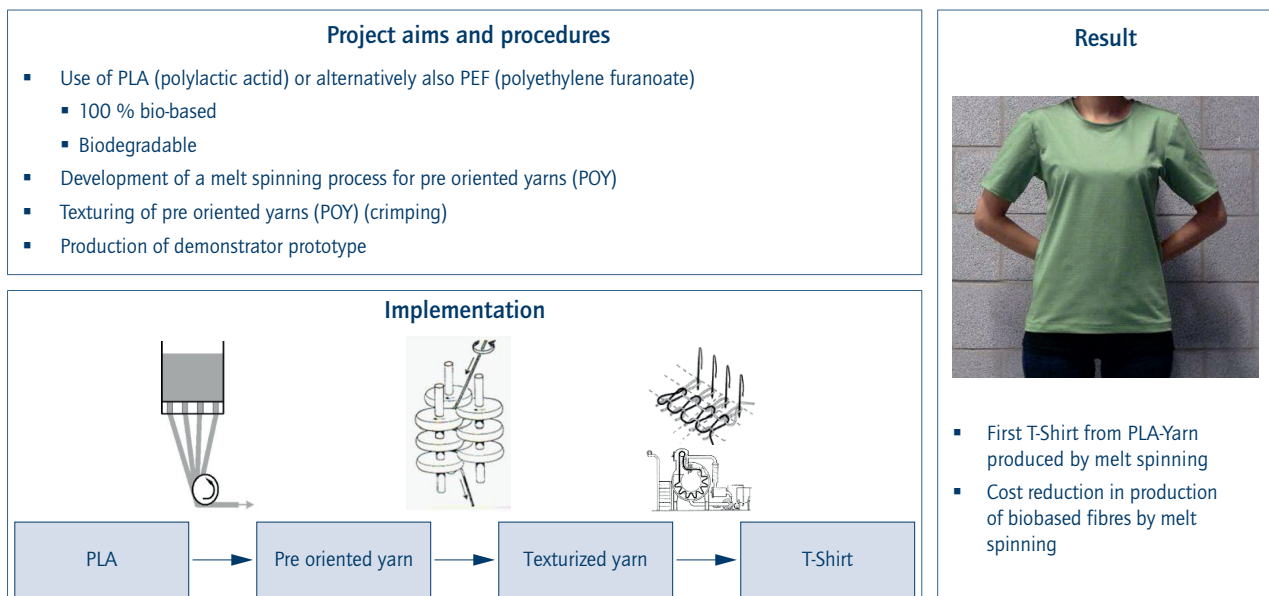 Project aims and procedures
▪ Use of PLA (polylactic actid) or alternatively also PEF (polyethylene furanoate)
▪ 100 % bio-based
▪ Biodegradable
▪ Development of a melt spinning process for pre oriented yarns (POY)
▪ Texturing of pre oriented yarns (POY) (crimping)
▪ Production of demonstrator prototype
Implementation
PLA
Pre oriented yarn
Texturized yarn
T-Shirt
Result
▪ First T-Shirt from PLA-Yarn
produced by melt spinning
▪ Cost reduction in production
of biobased fibres by melt
spinning